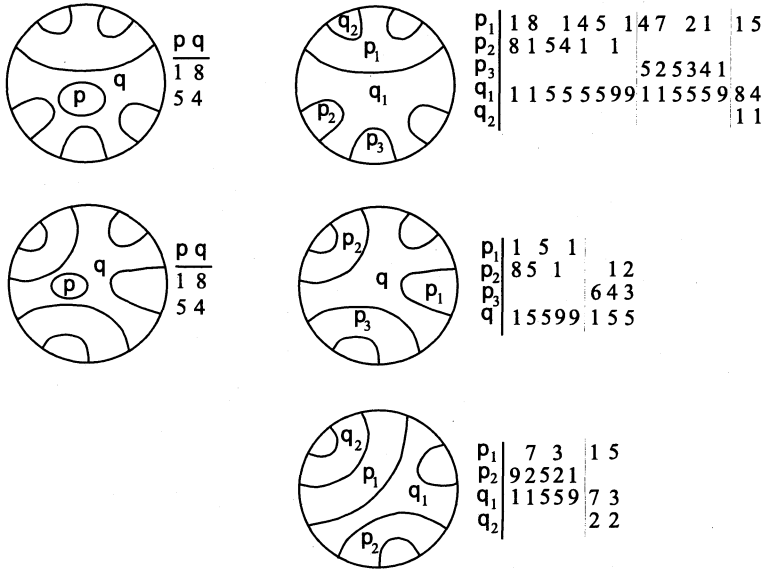 p q
1 8
5 4
p
q
q₂
p₁
q₁
p₂
p₃
p₁ 1 8 1 4 5 1 4 7 2 1 1 5
p₂ 8 1 5 4 1 1
p₃ 5 2 5 3 4 1
q₁ 1 1 5 5 5 5 9 9 1 1 5 5 5 9 8 4
q₂ 1 1
p q
1 8
5 4
p
q
p₂
q
p₁
p₃
p₁ 1 5 1
p₂ 8 5 1 1 2
p₃ 6 4 3
q 1 5 5 9 9 1 5 5
q₂
p₁
q₁
p₂
p₁ 7 3 1 5
p₂ 9 2 5 2 1
q₁ 1 1 5 5 9 7 3
q₂ 2 2